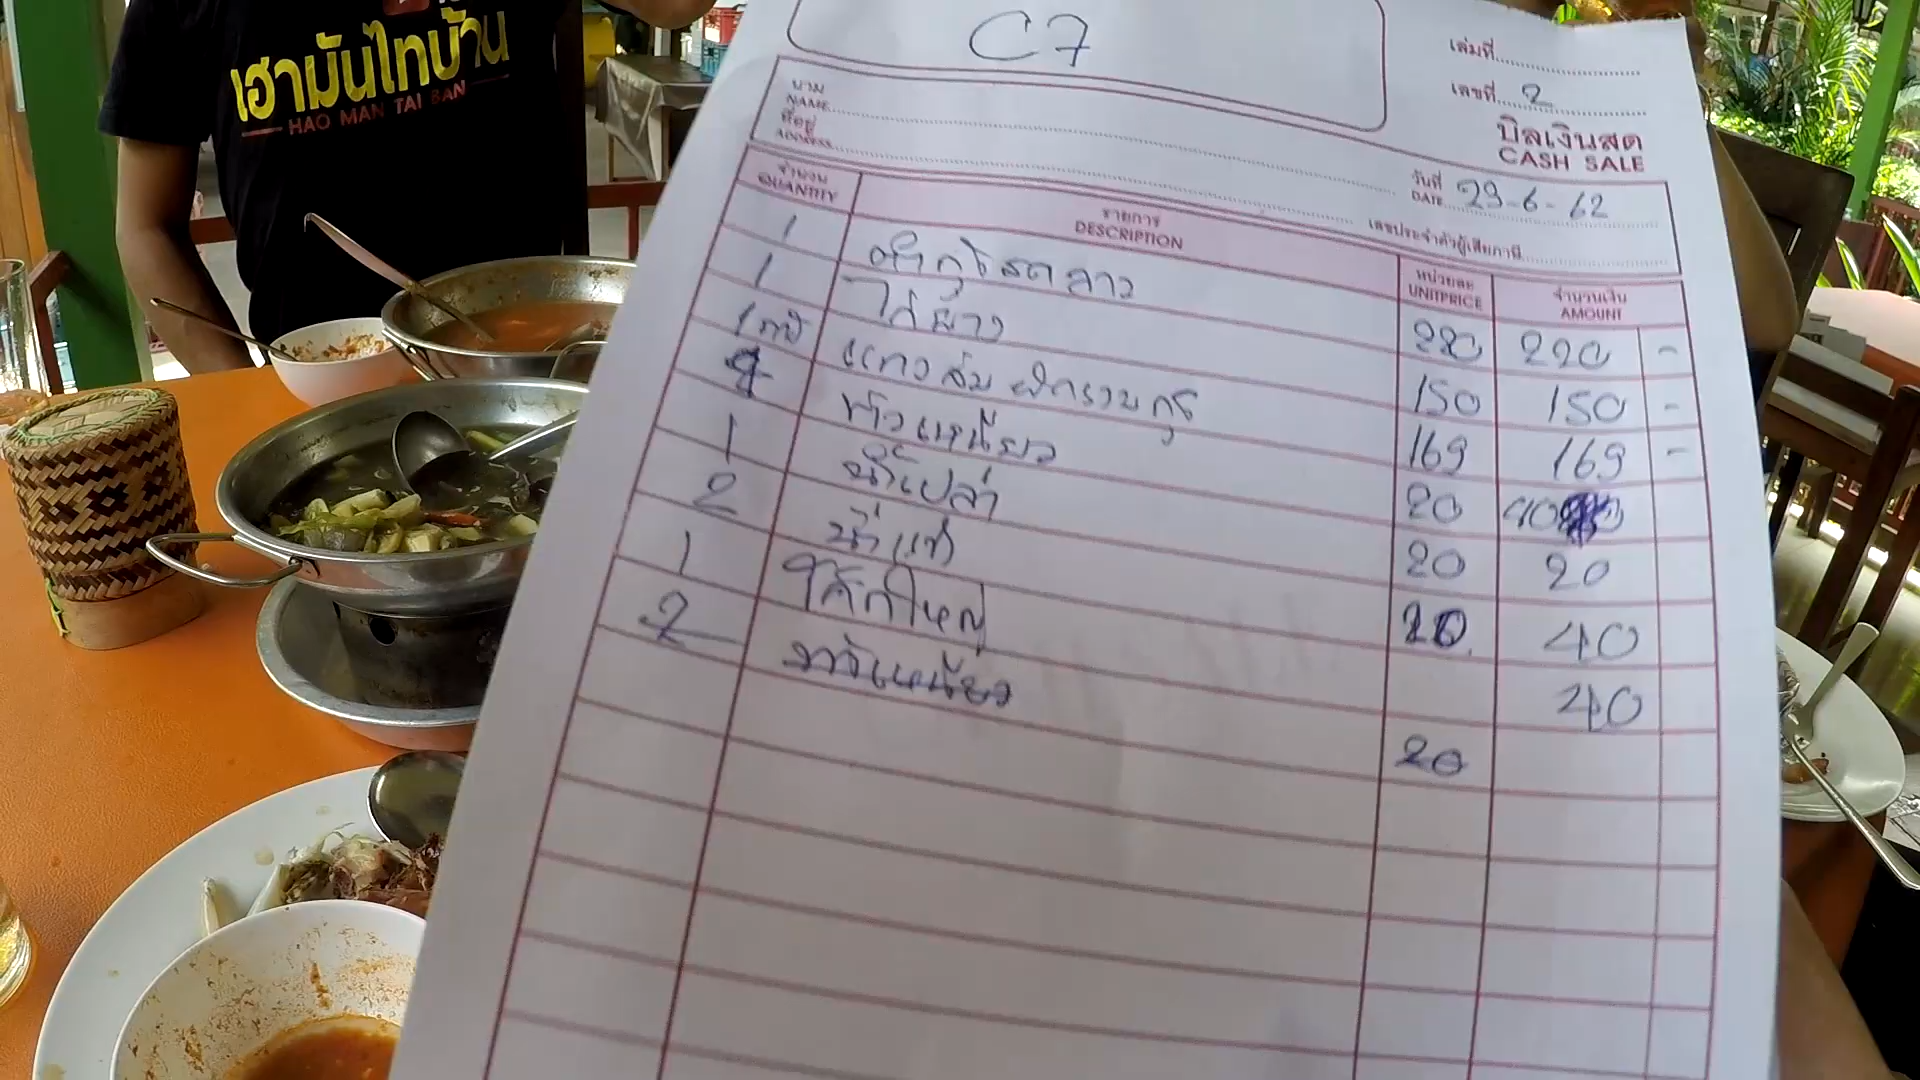 เฮามันไทบ้าน
HAO MAN TAI BAN
C7
เล่มที่
เลขที่ 2
บิลเงินสด
CASH SALE
นาม
NAME
ที่อยู่
ADDRESS
วันที่
DATE 29-6-62
เลขประจำตัวผู้เสียภาษี
จำนวน รายการ หน่วยละ จำนวนเงิน
QUANTITY DESCRIPTION UNITPRICE AMOUNT
1 ลาว 220 220 -
1 ไก่ย่าง 150 150 -
1 แกงส้ม 169 169 -
ข้าวเหนียว 20 40
1 น้ำเปล่า 20 20
2 น้ำแข็ง 20 40
1 โค้กใหญ่ 40
2 ข้าวเหนียว 20